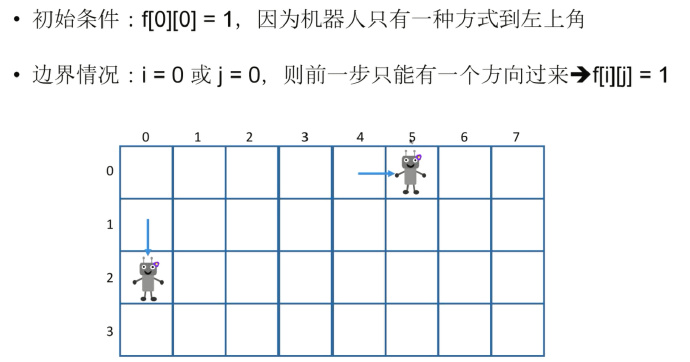 • 初始条件：f[0][0] = 1，因为机器人只有一种方式到左上角
• 边界情况：i = 0 或 j = 0，则前一步只能有一个方向过来➔f[i][j] = 1
0 1 2 3 4 5 6 7
0
1
2
3